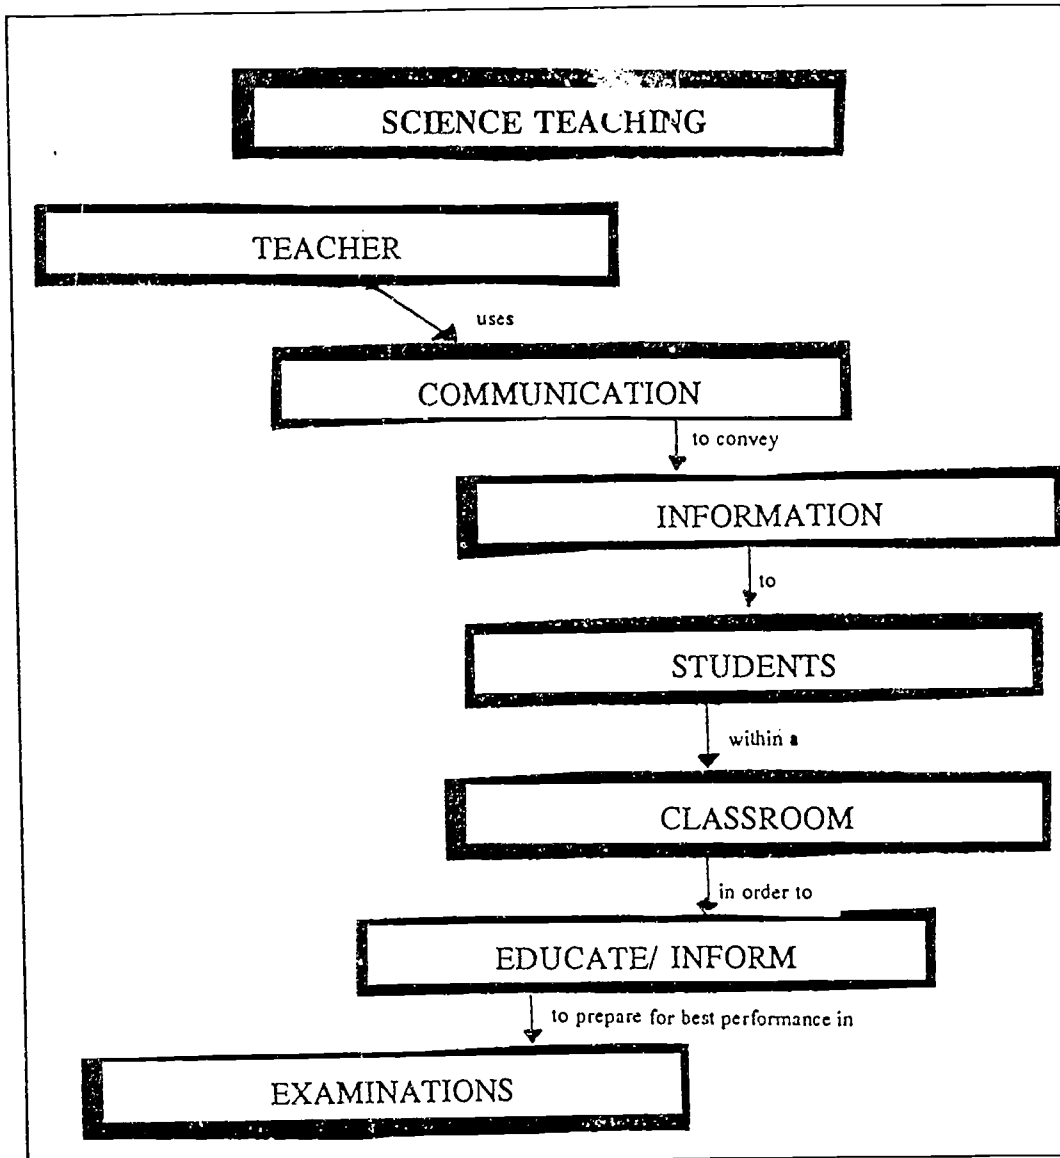 SCIENCE TEACHING
TEACHER
uses
COMMUNICATION
to convey
INFORMATION
to
STUDENTS
within a
CLASSROOM
in order to
EDUCATE/ INFORM
to prepare for best performance in
EXAMINATIONS